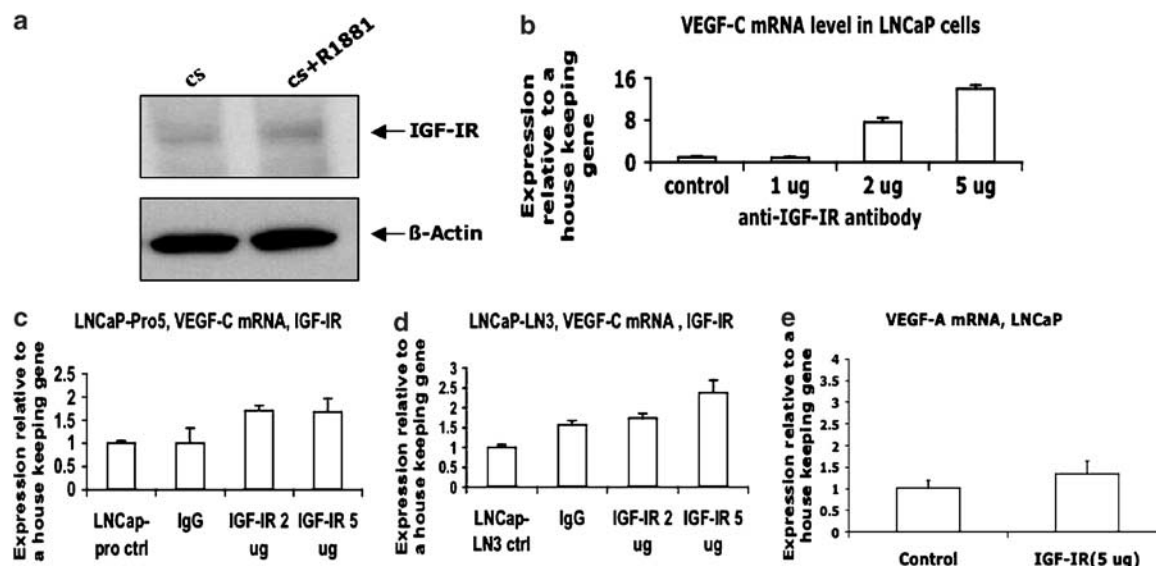 a
cs
cs+R1881
IGF-IR
ß-Actin
b
VEGF-C mRNA level in LNCaP cells
Expression
relative to a
house keeping
gene
16
8
0
control
1 ug
2 ug
5 ug
anti-IGF-IR antibody
c
LNCaP-Pro5, VEGF-C mRNA, IGF-IR
Expression relative to
a house keeping gene
2.5
2
1.5
1
0.5
0
LNCap-
pro ctrl
IgG
IGF-IR 2
ug
IGF-IR 5
ug
d
LNCaP-LN3, VEGF-C mRNA , IGF-IR
Expression relative to
a house keeping gene
3
2.5
2
1.5
1
0.5
0
LNCap-
LN3 ctrl
IgG
IGF-IR 2
ug
IGF-IR 5
ug
e
VEGF-A mRNA, LNCaP
Expression relative to a
house keeping gene
4
3.5
3
2.5
2
1.5
1
0.5
0
Control
IGF-IR(5 ug)